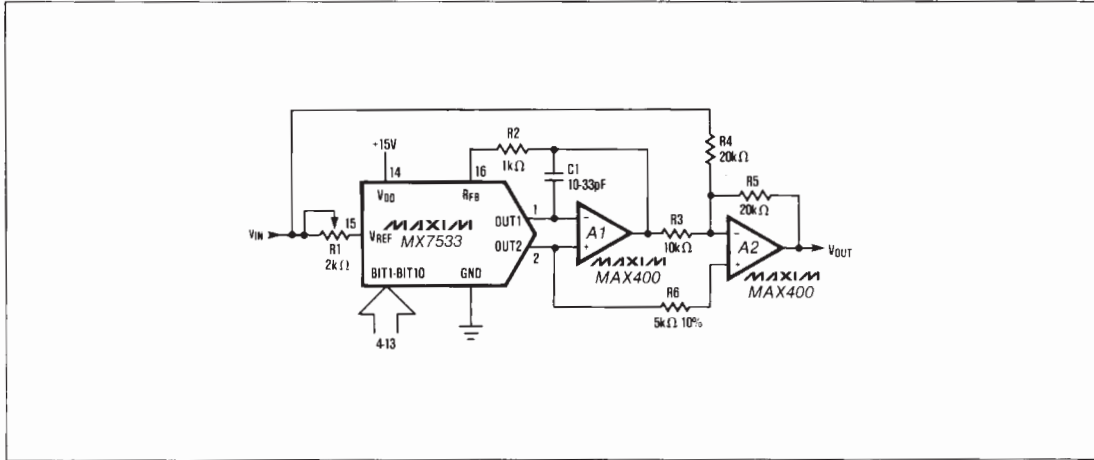 R4
20kΩ
+15V
14
R2
1kΩ
16
C1
10-33pF
R5
20kΩ
VDD
RFB
VIN
15
VREF
MAXIM
MX7533
OUT1
1
OUT2
2
−
A1
+
R3
10kΩ
−
A2
+
VOUT
R1
2kΩ
MAXIM
MAX400
MAXIM
MAX400
BIT1-BIT10
GND
R6
5kΩ 10%
4-13